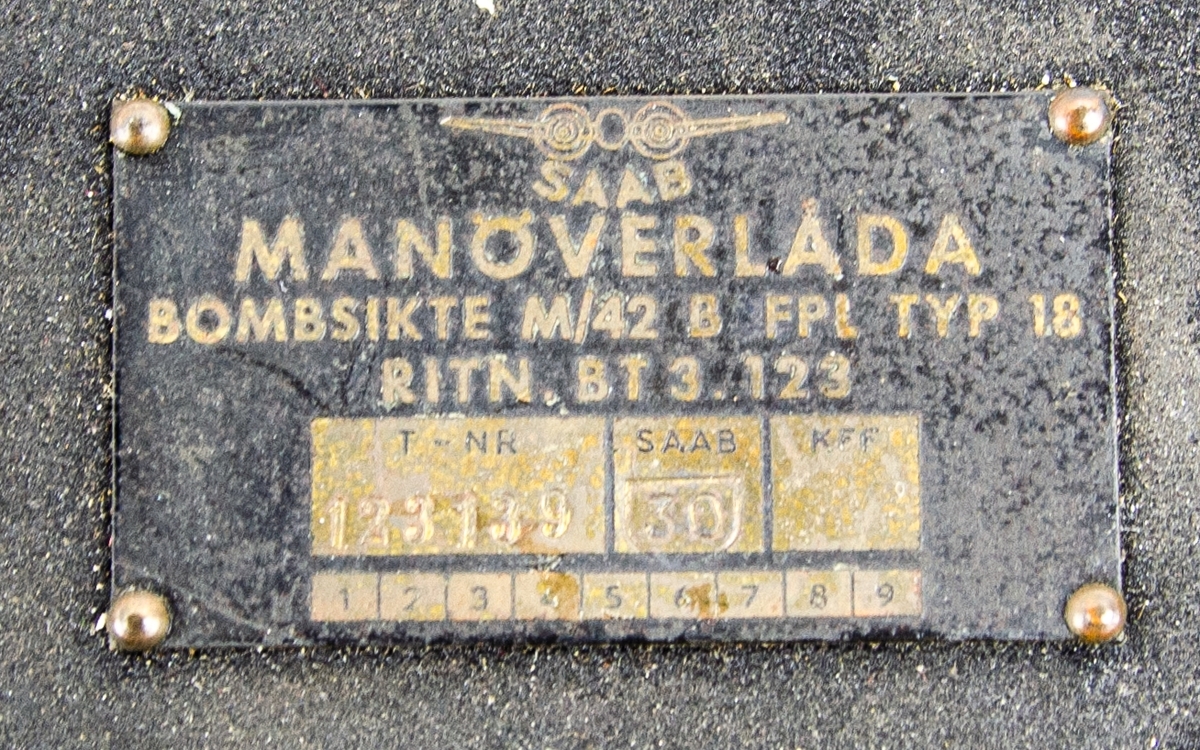 SAAB
MANÖVERLÅDA
BOMBSIKTE M/42 B FPL TYP 18
RITN. BT 3..123
T-NR SAAB KFF
123139 30
1 2 3 4 5 6 7 8 9